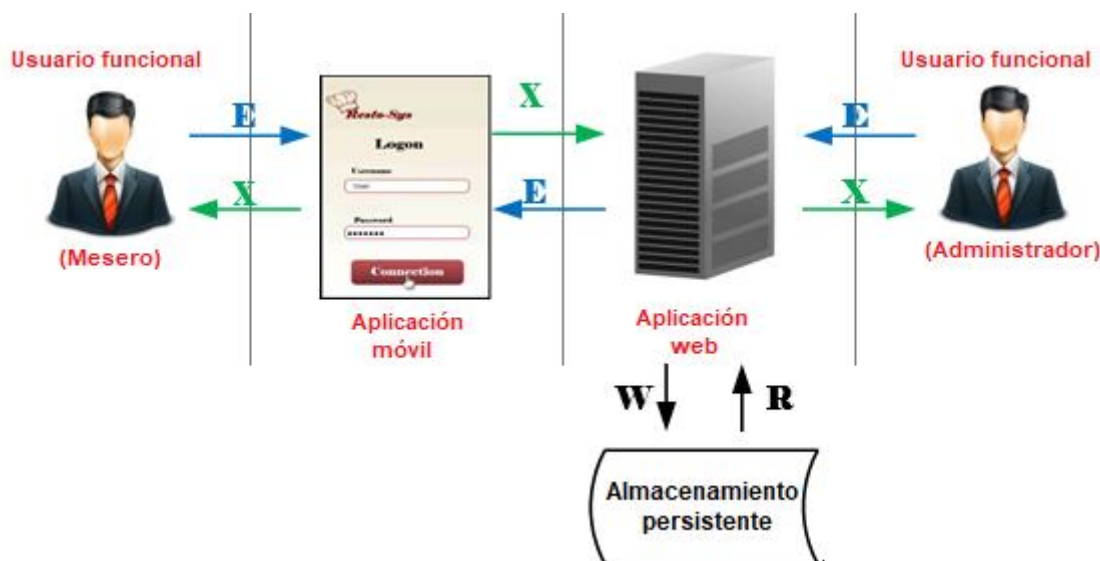 Usuario funcional
Usuario funcional
E
X
E
Resto-Sys
Logon
Username
X
E
X
Password
(Mesero)
(Administrador)
Connection
Aplicación
móvil
Aplicación
web
W
R
Almacenamiento
persistente